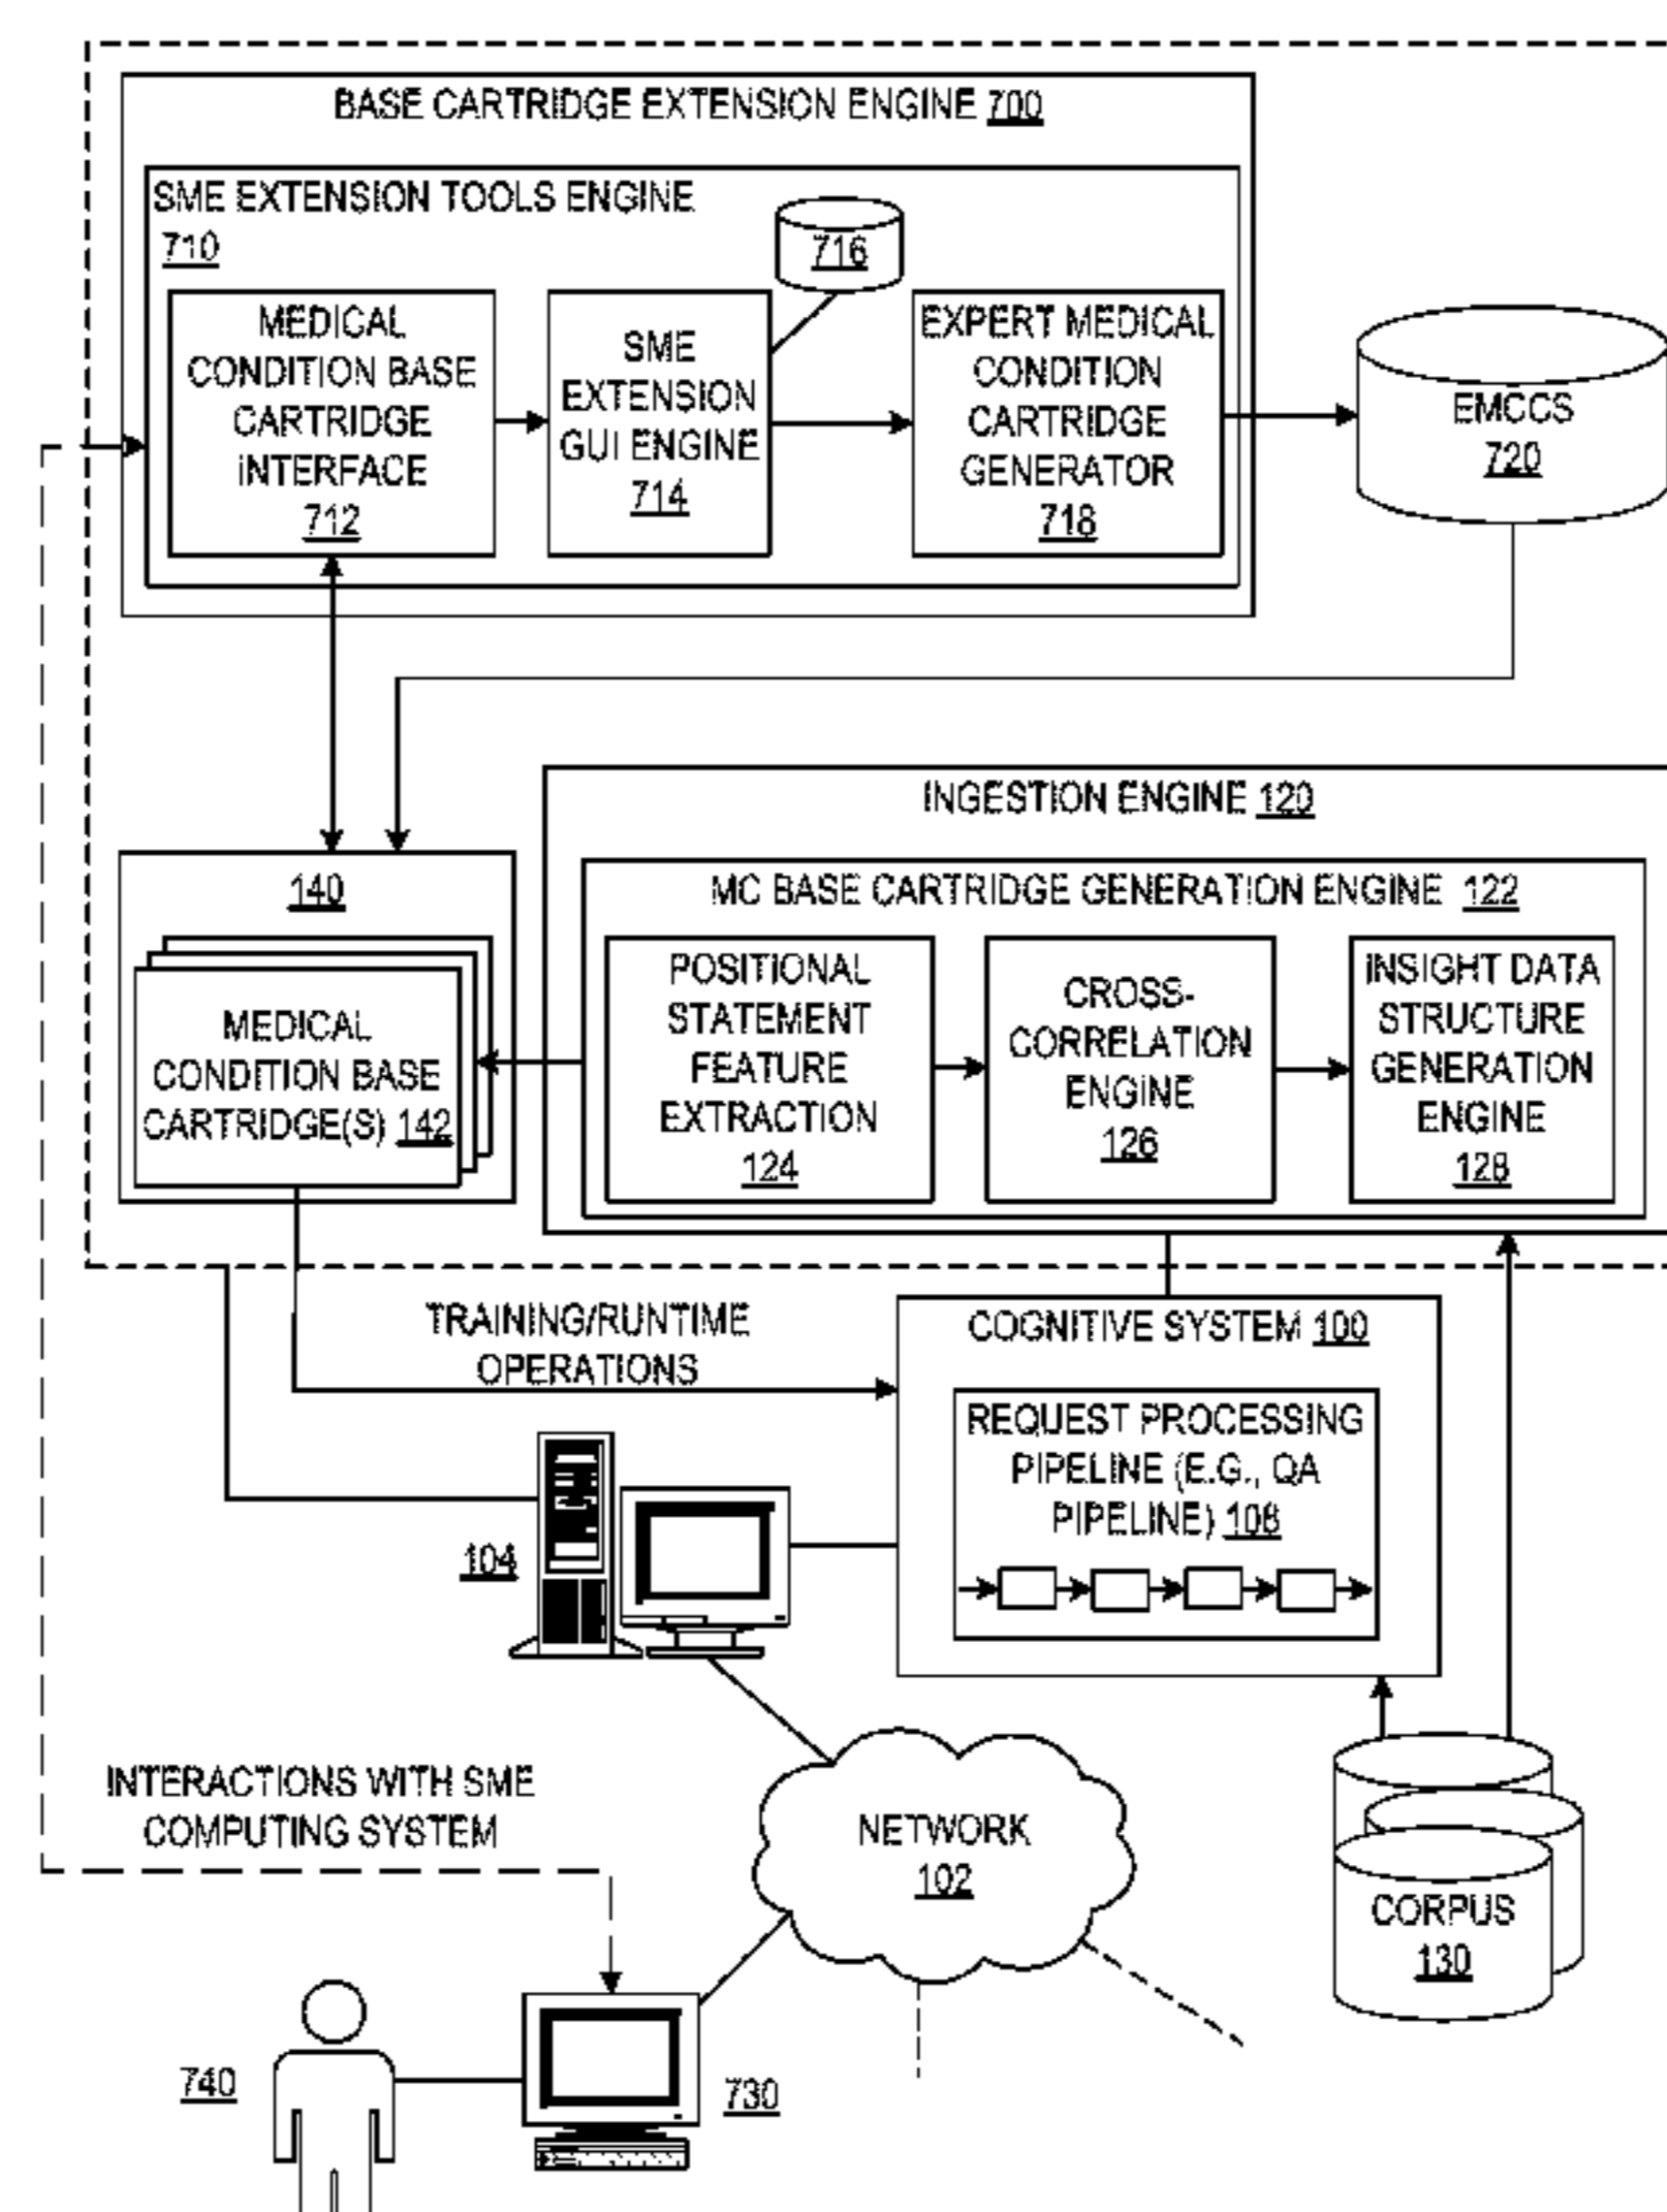 BASE CARTRIDGE EXTENSION ENGINE 700
SME EXTENSION TOOLS ENGINE
710
716
MEDICAL
CONDITION BASE
CARTRIDGE
INTERFACE
712
SME
EXTENSION
GUI ENGINE
714
EXPERT MEDICAL
CONDITION
CARTRIDGE
GENERATOR
718
EMCCS
720
INGESTION ENGINE 120
140
MC BASE CARTRIDGE GENERATION ENGINE 122
MEDICAL
CONDITION BASE
CARTRIDGE(S) 142
POSITIONAL
STATEMENT
FEATURE
EXTRACTION
124
CROSS-
CORRELATION
ENGINE
126
INSIGHT DATA
STRUCTURE
GENERATION
ENGINE
128
TRAINING/RUNTIME
OPERATIONS
COGNITIVE SYSTEM 100
REQUEST PROCESSING
PIPELINE (E.G., QA
PIPELINE) 108
104
INTERACTIONS WITH SME
COMPUTING SYSTEM
NETWORK
102
CORPUS
130
740
730